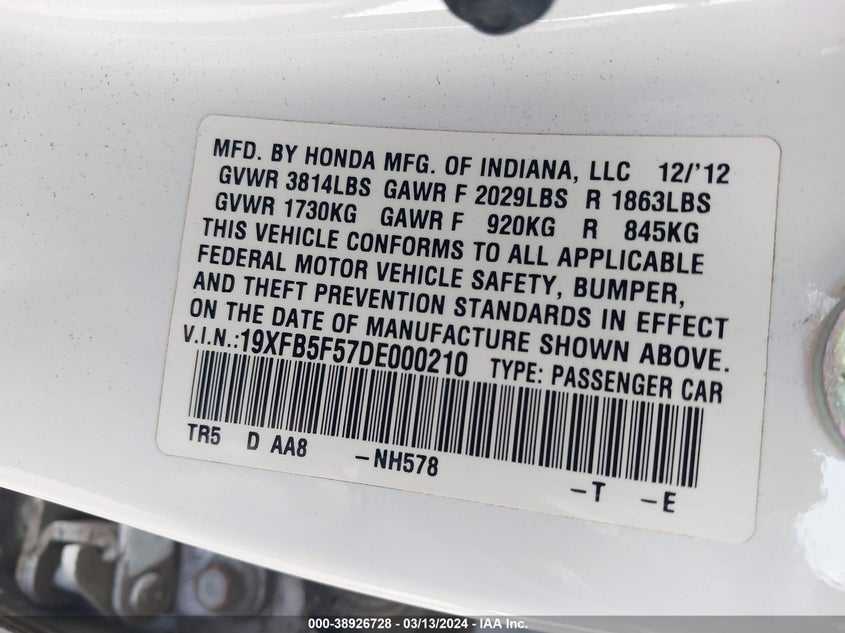 MFD. BY HONDA MFG. OF INDIANA, LLC 12/'12
GVWR 3814LBS GAWR F 2029LBS R 1863LBS
GVWR 1730KG GAWR F 920KG R 845KG
THIS VEHICLE CONFORMS TO ALL APPLICABLE
FEDERAL MOTOR VEHICLE SAFETY, BUMPER,
AND THEFT PREVENTION STANDARDS IN EFFECT
ON THE DATE OF MANUFACTURE SHOWN ABOVE.
V.I.N.:19XFB5F57DE000210 TYPE: PASSENGER CAR
TR5 D AA8 -NH578 -T -E
000-38926728 - 03/13/2024 - IAA Inc.